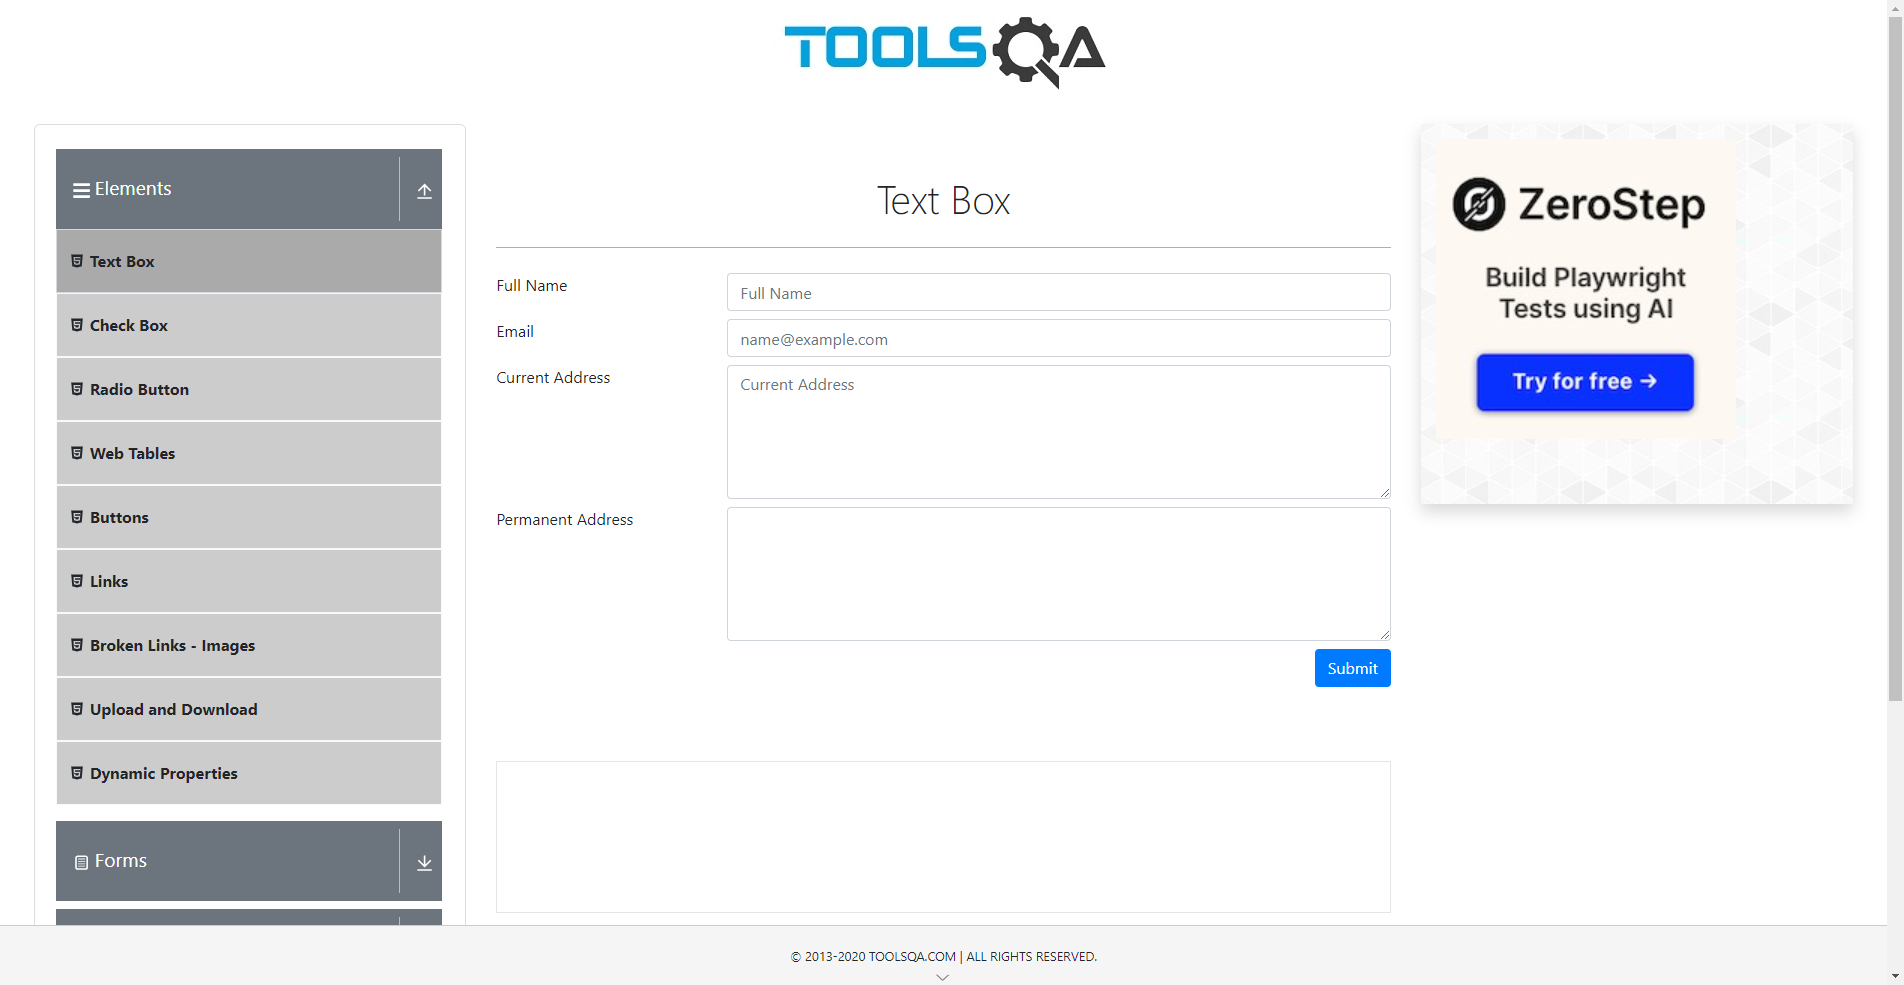 TOOLSQA
Elements
Text Box
Check Box
Radio Button
Web Tables
Buttons
Links
Broken Links - Images
Upload and Download
Dynamic Properties
Forms
Text Box
Full Name
Full Name
Email
name@example.com
Current Address
Current Address
Permanent Address
Submit
ZeroStep
Build Playwright
Tests using AI
Try for free →
© 2013-2020 TOOLSQA.COM | ALL RIGHTS RESERVED.